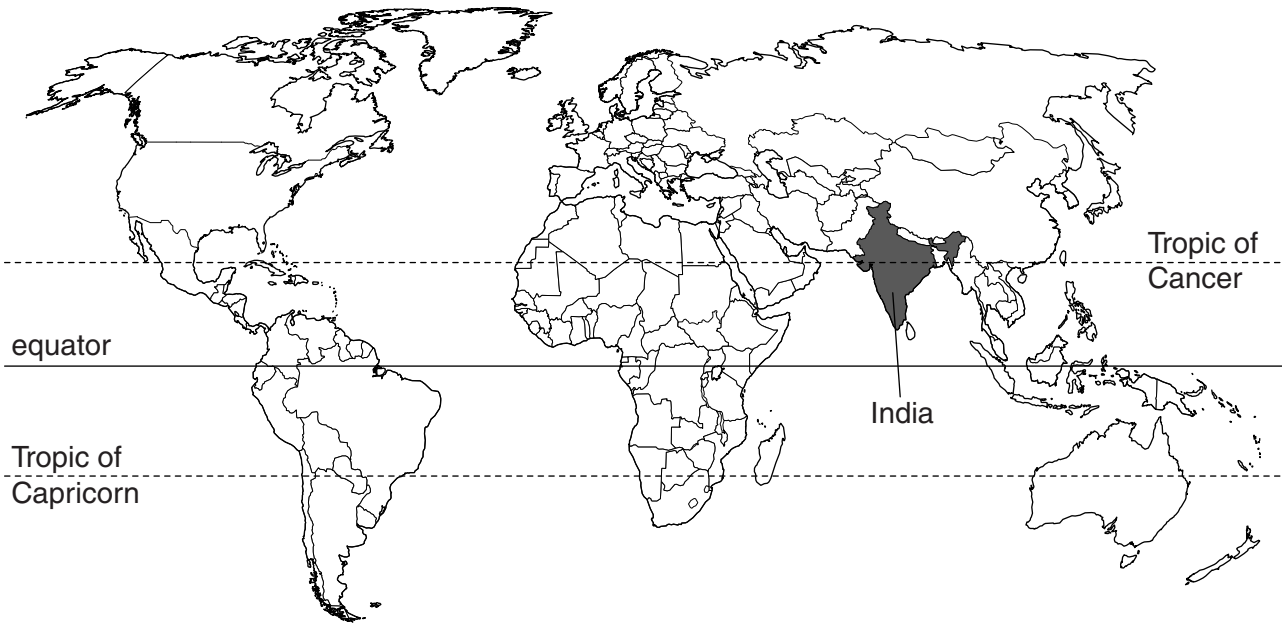 Tropic of
Cancer
equator
India
Tropic of
Capricorn